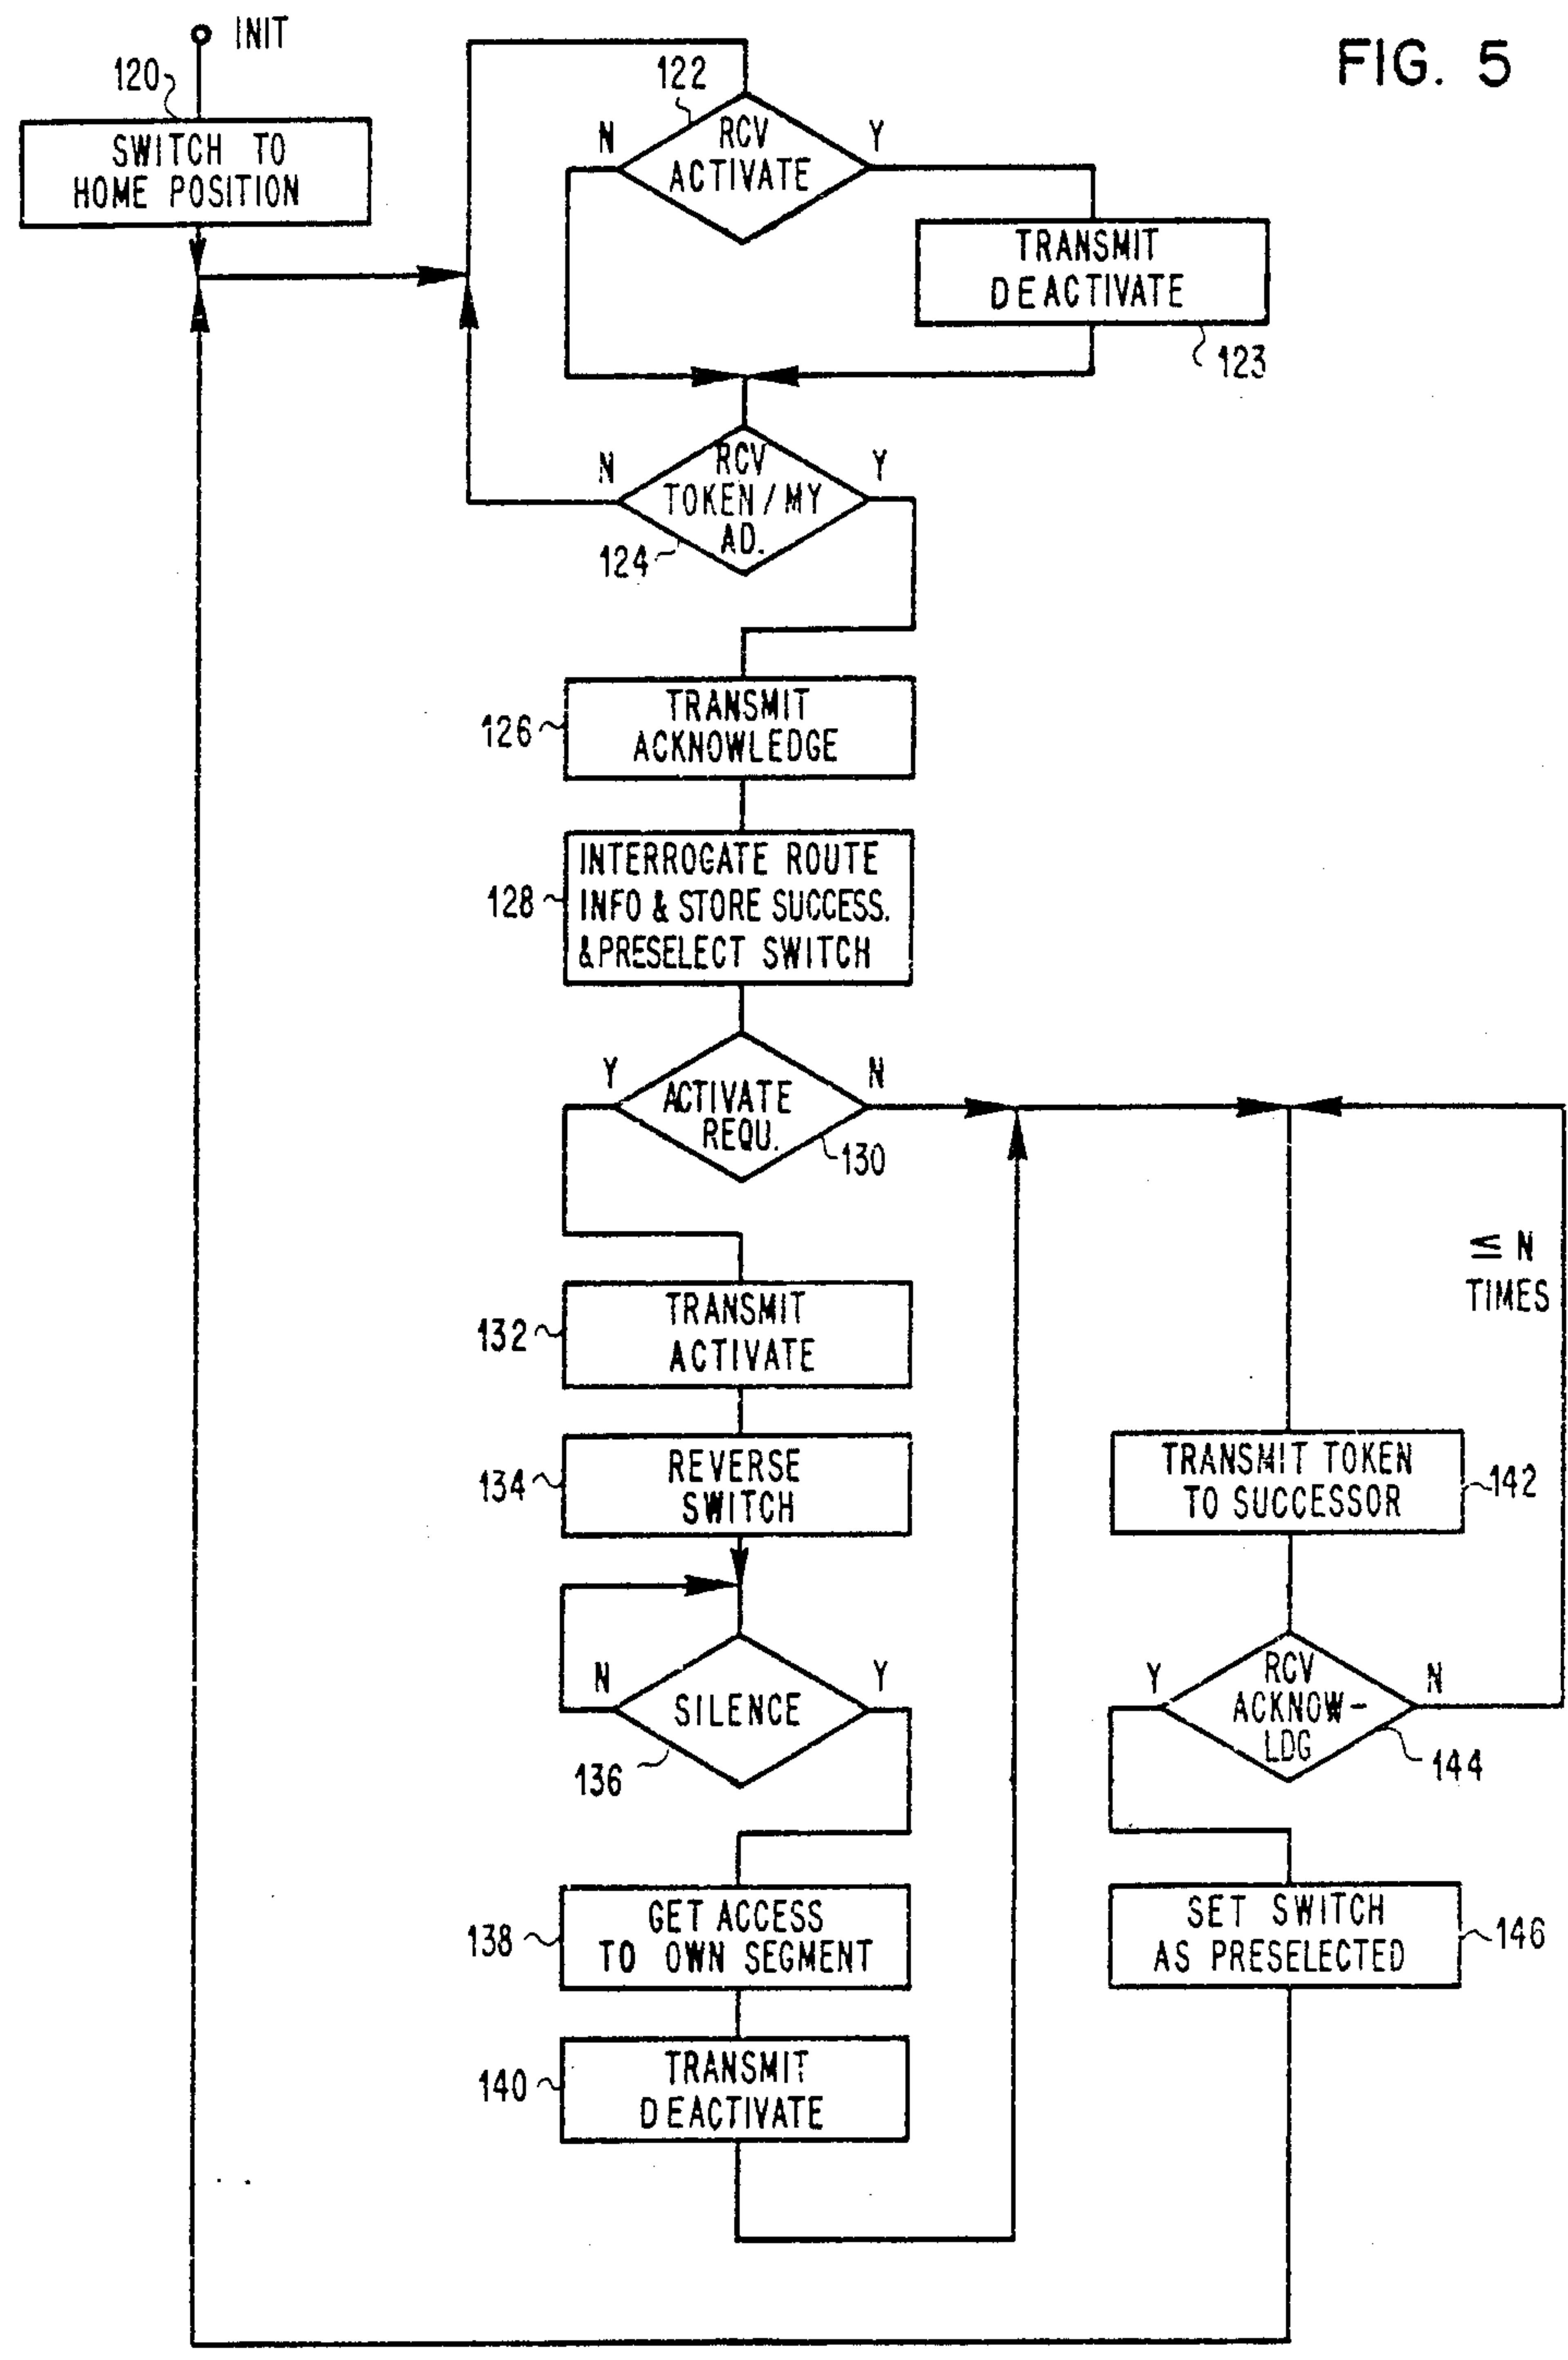 INIT
FIG. 5
120
SWITCH TO
HOME POSITION
122
N
RCV
ACTIVATE
Y
TRANSMIT
DEACTIVATE
123
N
RCV
TOKEN/MY
AD.
Y
124
TRANSMIT
ACKNOWLEDGE
126
INTERROGATE ROUTE
INFO & STORE SUCCESS.
& PRESELECT SWITCH
128
Y
ACTIVATE
REQU.
N
130
≤ N
TIMES
TRANSMIT
ACTIVATE
132
REVERSE
SWITCH
134
N
SILENCE
Y
136
GET ACCESS
TO OWN SEGMENT
138
TRANSMIT
DEACTIVATE
140
TRANSMIT TOKEN
TO SUCCESSOR
142
Y
RCV
ACKNOW-
LDG
N
144
SET SWITCH
AS PRESELECTED
146